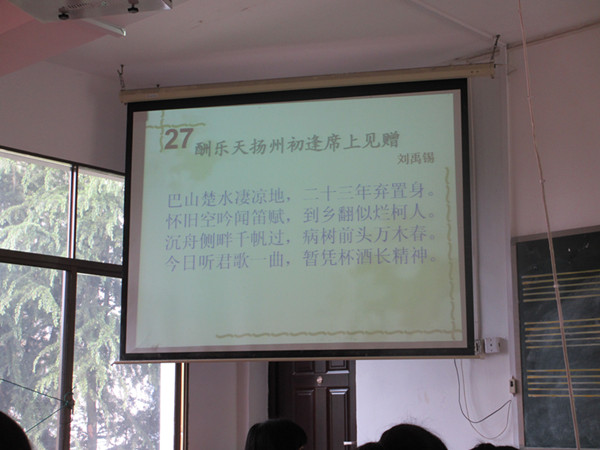 27 酬乐天扬州初逢席上见赠
刘禹锡
巴山楚水凄凉地，二十三年弃置身。
怀旧空吟闻笛赋，到乡翻似烂柯人。
沉舟侧畔千帆过，病树前头万木春。
今日听君歌一曲，暂凭杯酒长精神。